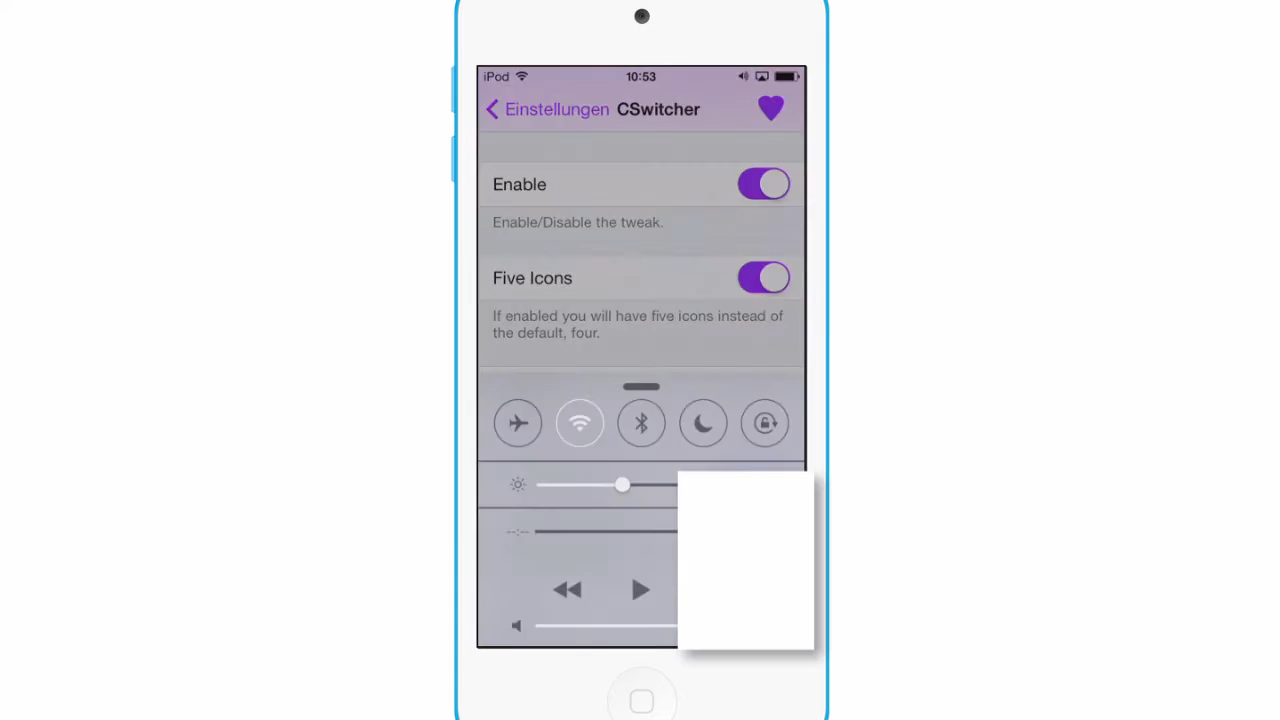 iPod 10:53
Einstellungen CSwitcher
Enable
Enable/Disable the tweak.
Five Icons
If enabled you will have five icons instead of
the default, four.
--:--